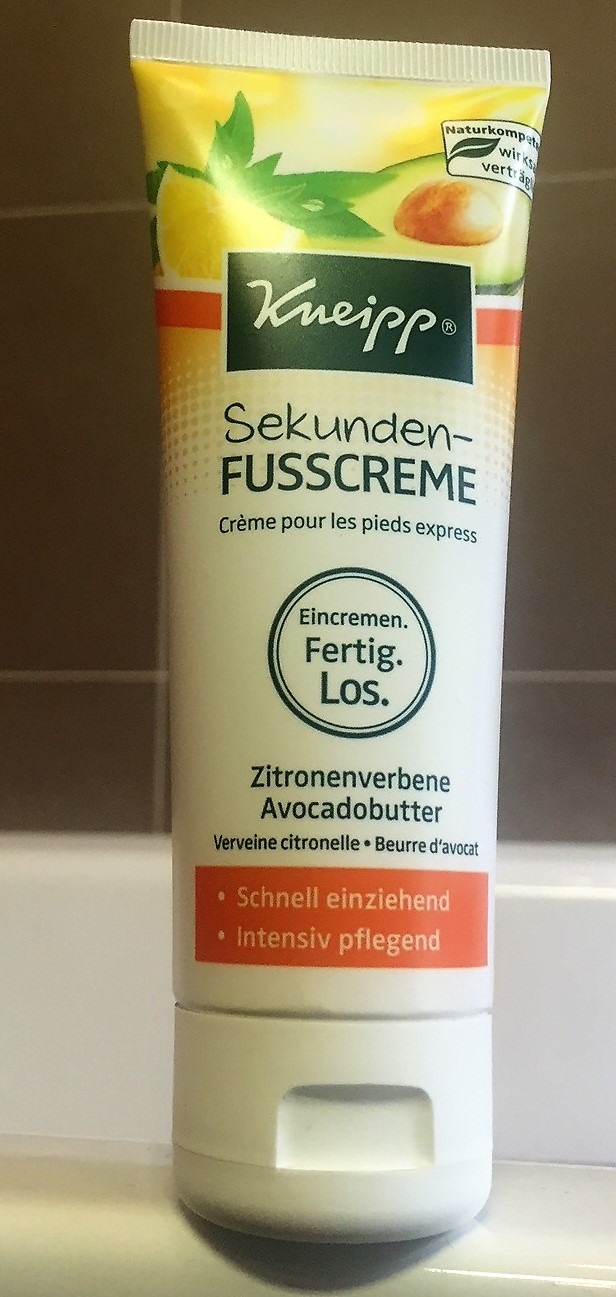 wirksam
Kneipp®
Sekunden-
FUSSCREME
Crème pour les pieds express
Eincremen.
Fertig.
Los.
Zitronenverbene
Avocadobutter
Verveine citronelle • Beurre d'avocat
• Schnell einziehend
• Intensiv pflegend